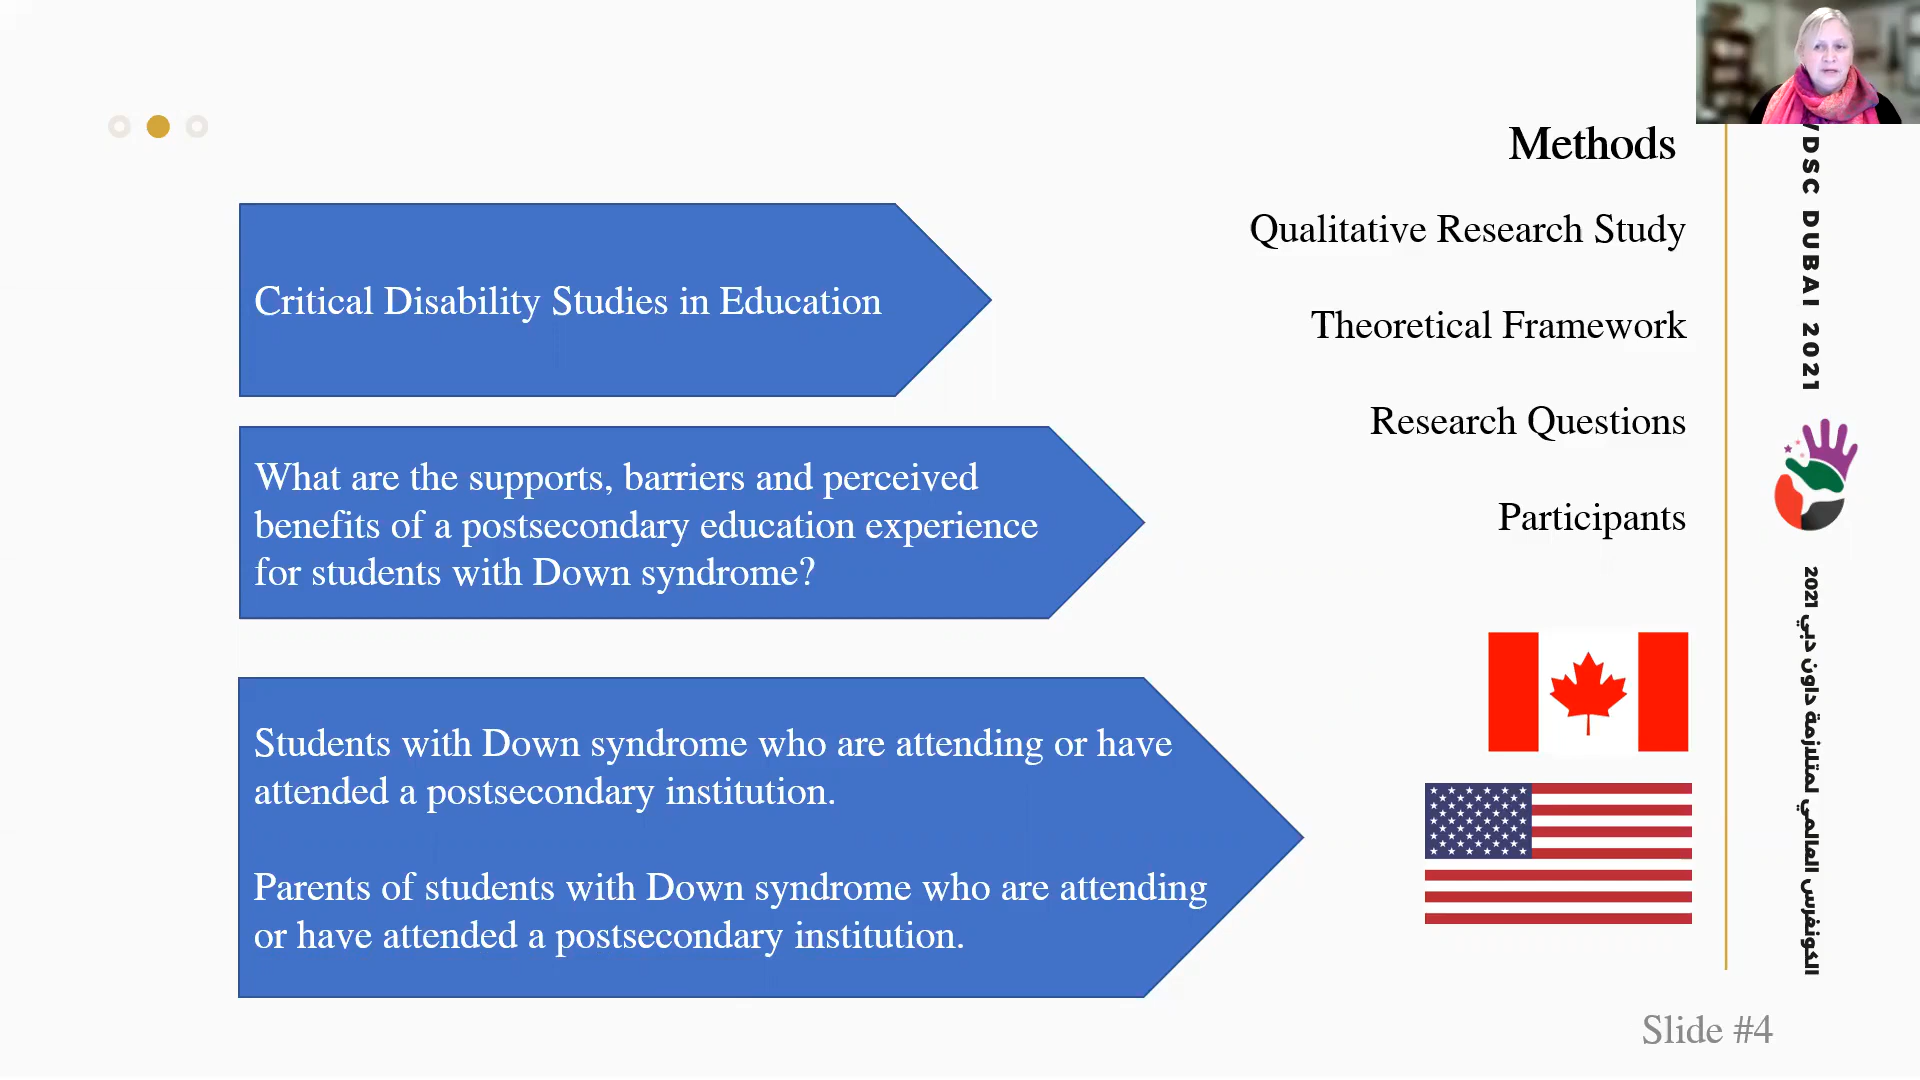 Methods
Qualitative Research Study
Theoretical Framework
Research Questions
Participants
Critical Disability Studies in Education
What are the supports, barriers and perceived
benefits of a postsecondary education experience
for students with Down syndrome?
Students with Down syndrome who are attending or have
attended a postsecondary institution.
Parents of students with Down syndrome who are attending
or have attended a postsecondary institution.
DSC DUBAI 2021
الكونفرس العالمي لمتلازمة داون دبي 2021
Slide #4